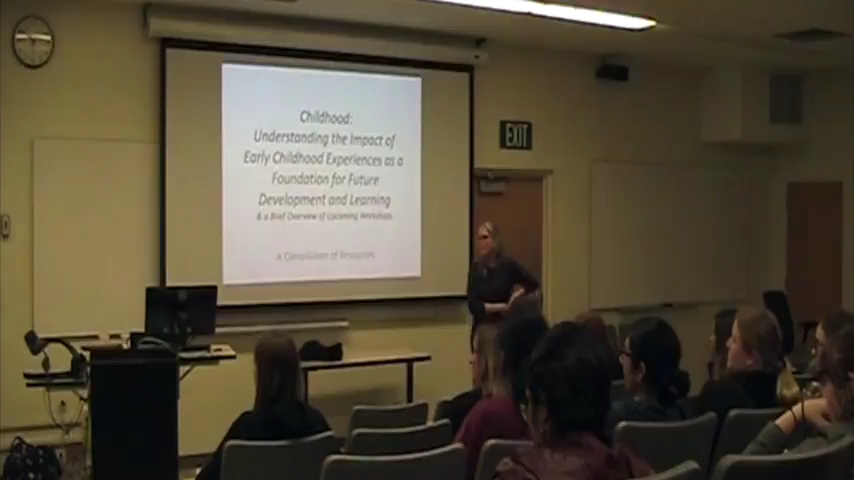 Childhood:
Understanding the Impact of
Early Childhood Experiences as a
Foundation for Future
Development and Learning
& a Brief Overview of Upcoming Workshops
A Compilation of Resources
EXIT